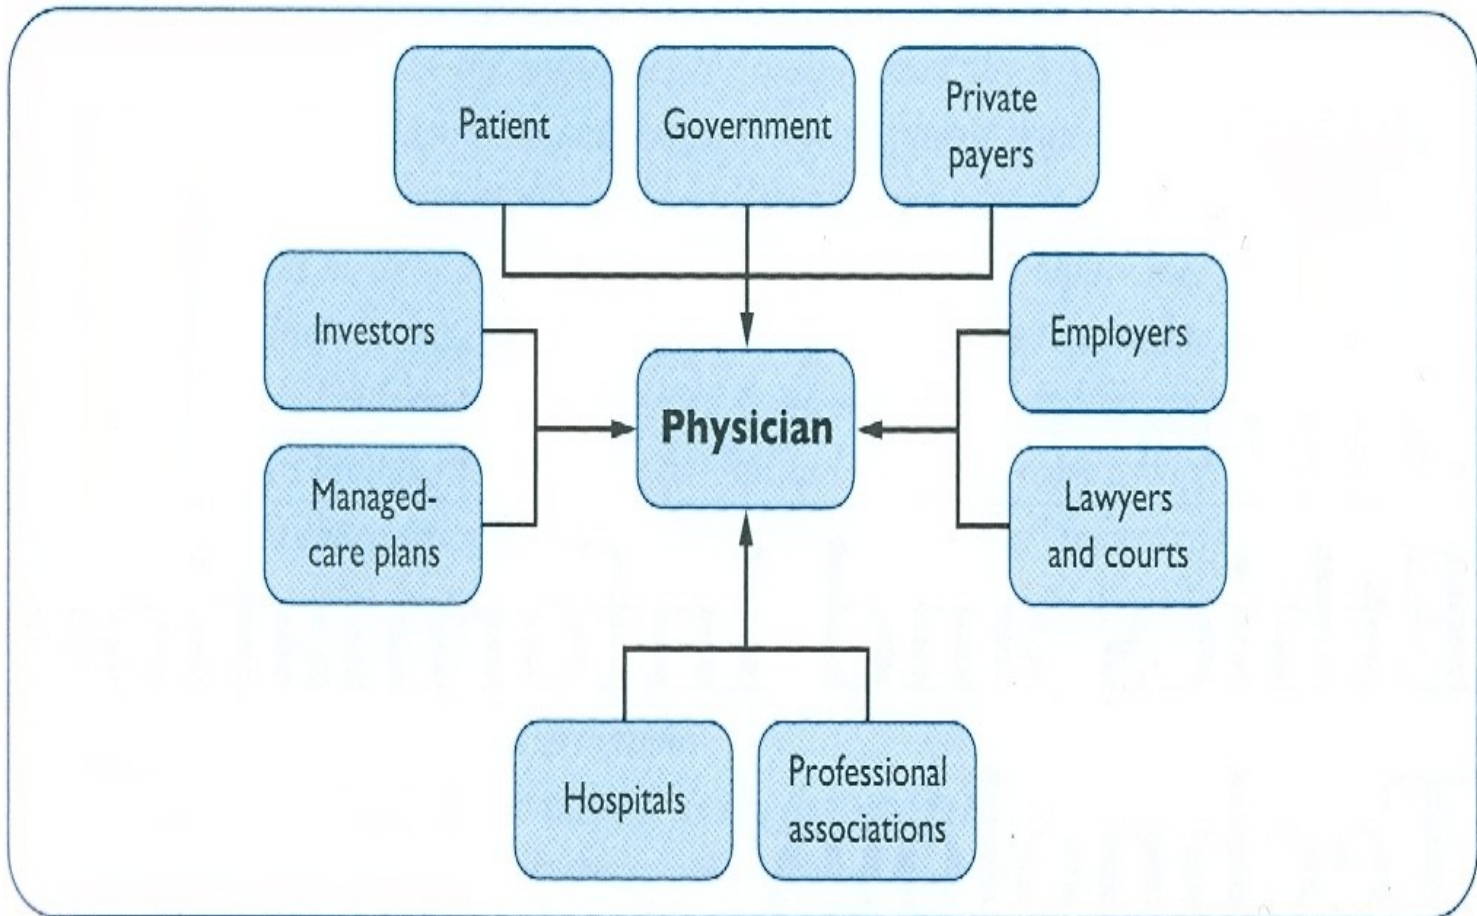 Patient
Government
Private
payers
Investors
Employers
Physician
Managed-
care plans
Lawyers
and courts
Hospitals
Professional
associations